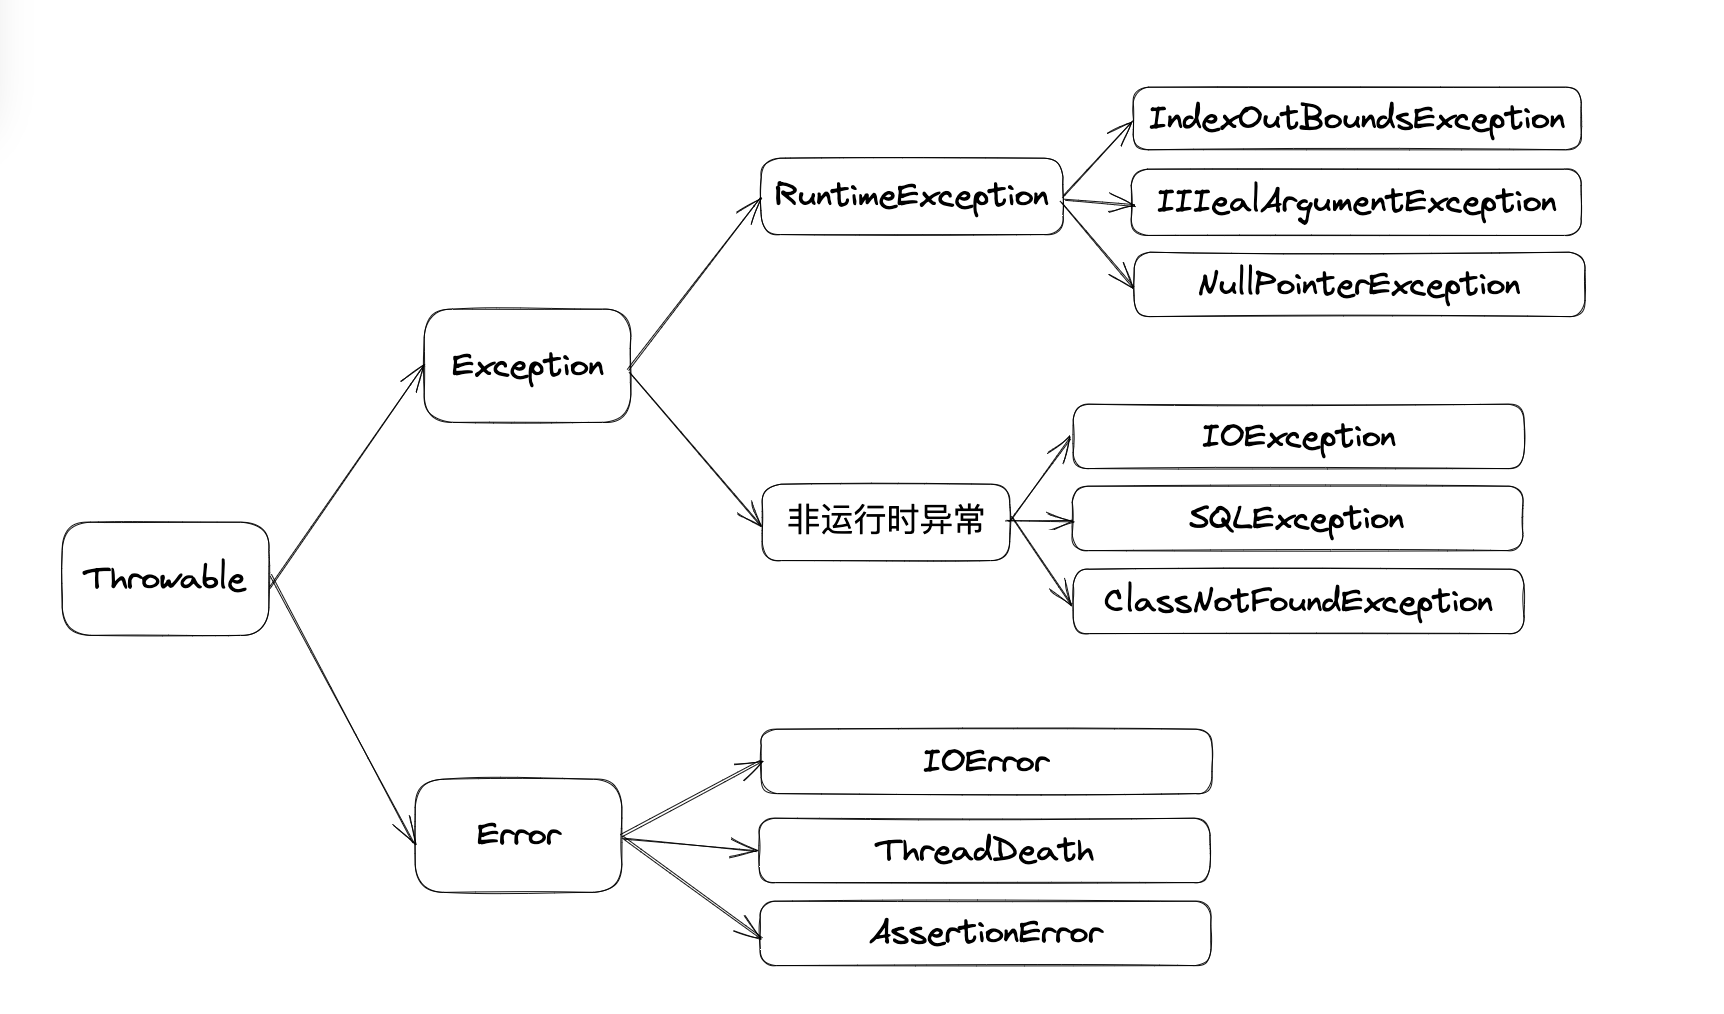 IndexOutBoundsException
RuntimeException
IIIealArgumentException
NullPointerException
Exception
IOException
非运行时异常
SQLException
Throwable
ClassNotFoundException
IOError
Error
ThreadDeath
AssertionError